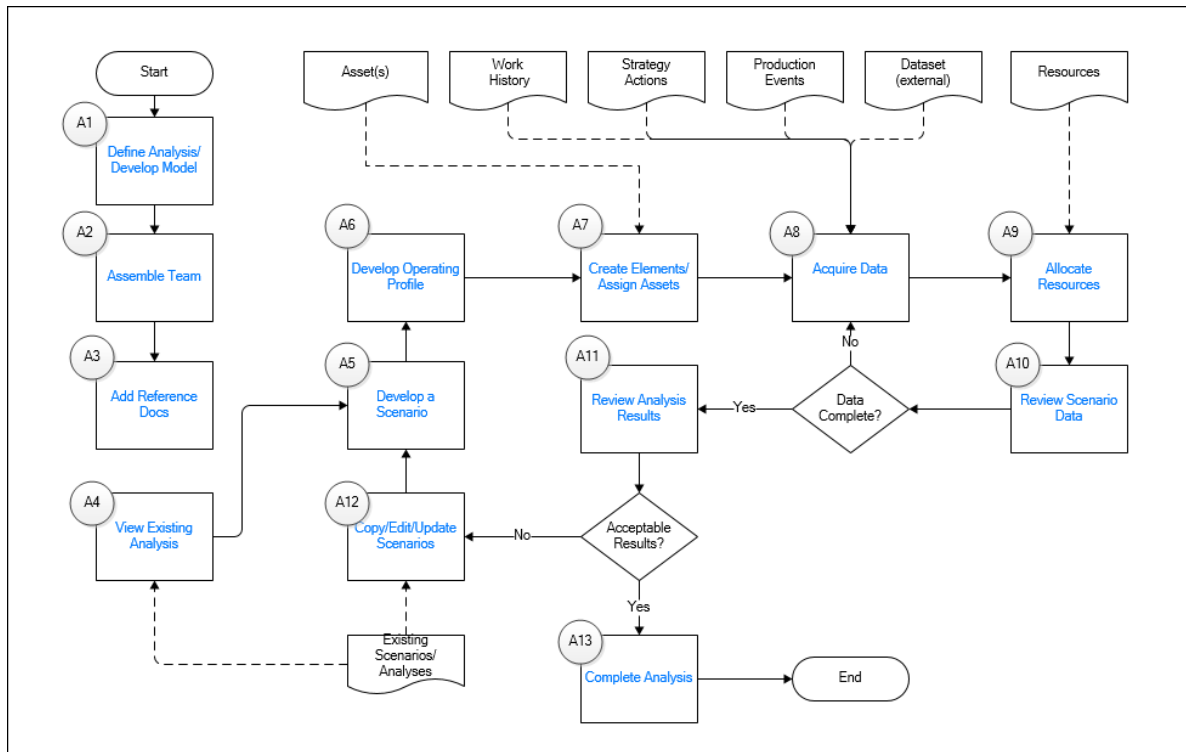 Start
Asset(s)
Work
History
Strategy
Actions
Production
Events
Dataset
(external)
Resources
A1
Define Analysis/
Develop Model
A2
Assemble Team
A6
Develop Operating
Profile
A7
Create Elements/
Assign Assets
A8
Acquire Data
A9
Allocate
Resources
No
A3
Add Reference
Docs
A5
Develop a
Scenario
A11
Review Analysis
Results
Yes
Data
Complete?
A10
Review Scenario
Data
A4
View Existing
Analysis
A12
Copy/Edit/Update
Scenarios
No
Acceptable
Results?
Yes
Existing
Scenarios/
Analyses
A13
Complete Analysis
End